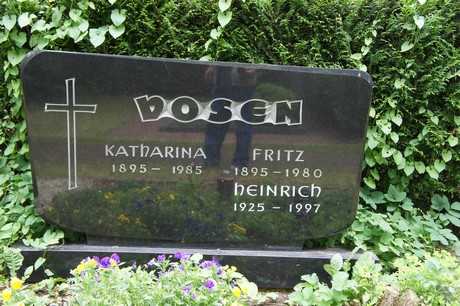 VOSEN
KATHARINA FRITZ
1895 - 1985 1895 - 1980
HEINRICH
1925 - 1997